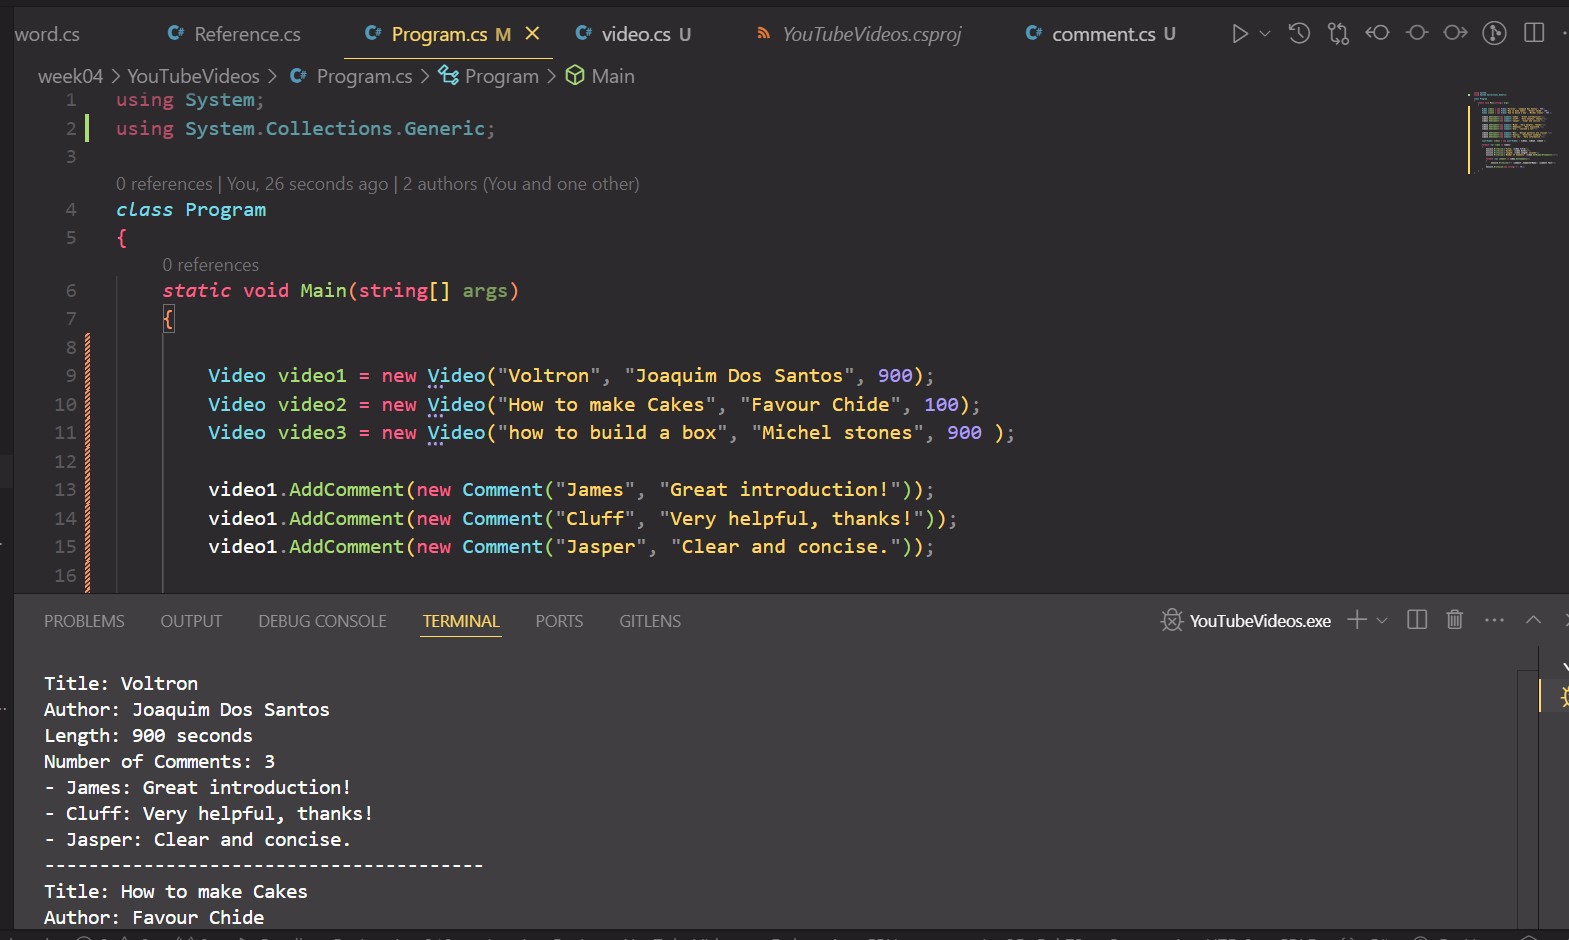 word.cs Reference.cs Program.cs M video.cs U YouTubeVideos.csproj comment.cs U
week04 > YouTubeVideos > Program.cs > Program > Main
1 using System;
2 using System.Collections.Generic;
3
0 references | You, 26 seconds ago | 2 authors (You and one other)
4 class Program
5 {
0 references
6 static void Main(string[] args)
7 {
8
9 Video video1 = new Video("Voltron", "Joaquim Dos Santos", 900);
10 Video video2 = new Video("How to make Cakes", "Favour Chide", 100);
11 Video video3 = new Video("how to build a box", "Michel stones", 900 );
12
13 video1.AddComment(new Comment("James", "Great introduction!"));
14 video1.AddComment(new Comment("Cluff", "Very helpful, thanks!"));
15 video1.AddComment(new Comment("Jasper", "Clear and concise."));
16
PROBLEMS OUTPUT DEBUG CONSOLE TERMINAL PORTS GITLENS YouTubeVideos.exe
Title: Voltron
Author: Joaquim Dos Santos
Length: 900 seconds
Number of Comments: 3
- James: Great introduction!
- Cluff: Very helpful, thanks!
- Jasper: Clear and concise.
----------------------------------------
Title: How to make Cakes
Author: Favour Chide